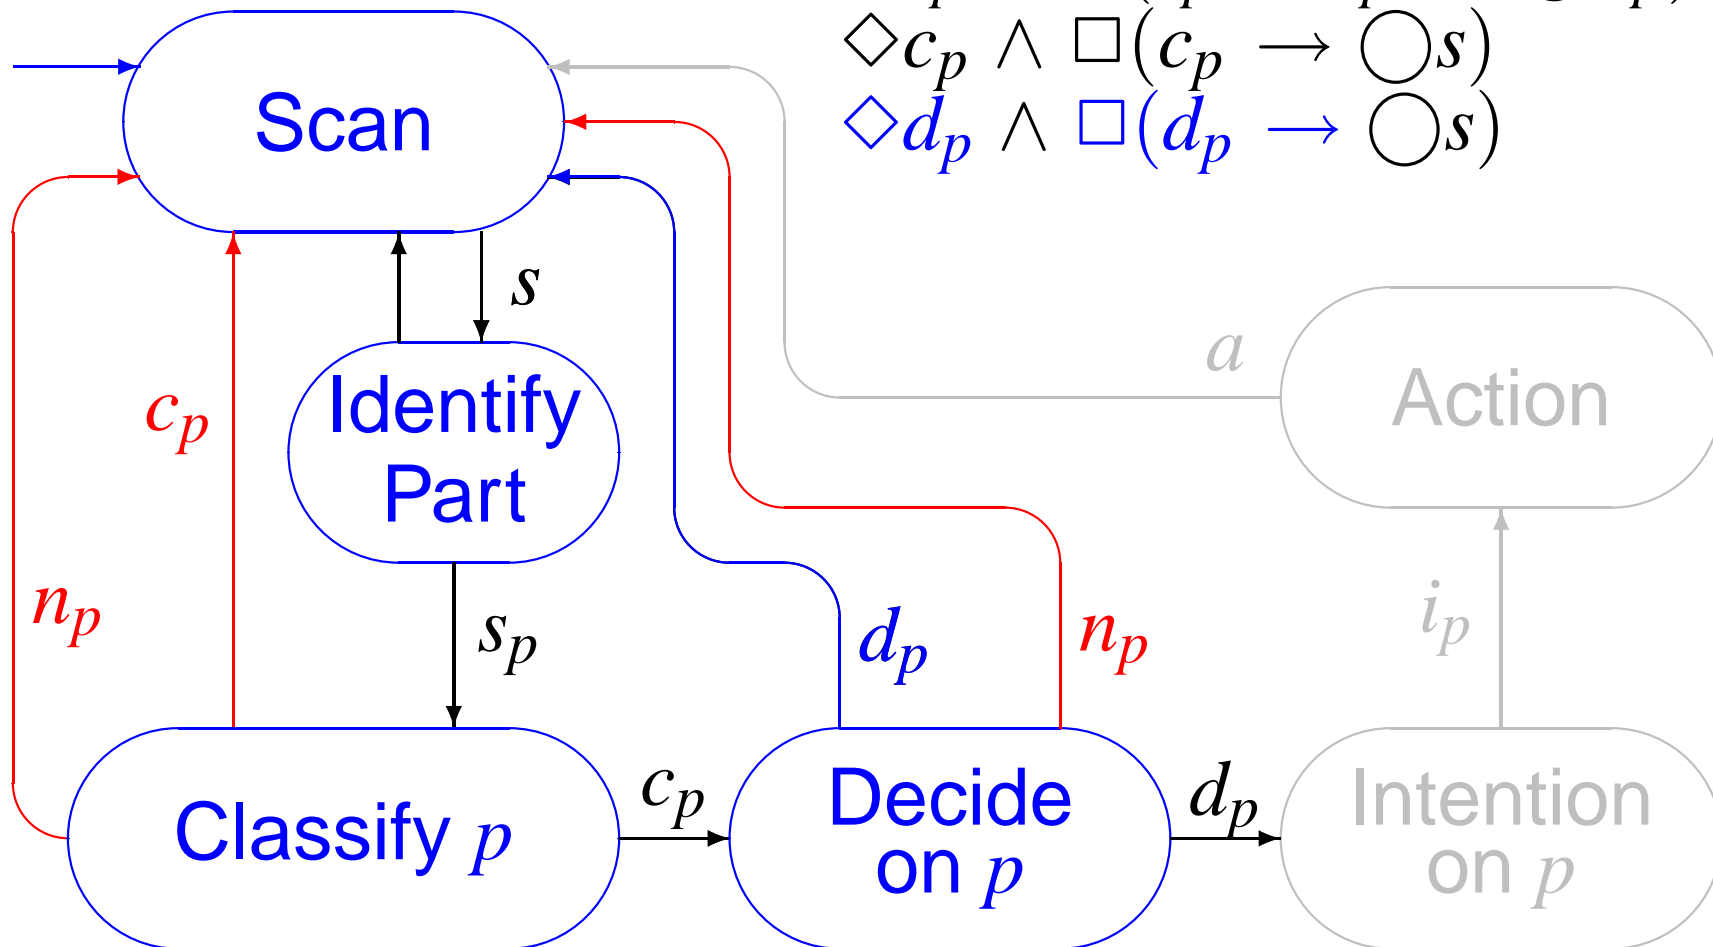 ◇c_p ∧ □(c_p → ◯s)
◇d_p ∧ □(d_p → ◯s)
Scan
s
Identify
Part
c_p
a
Action
n_p
s_p
d_p
n_p
i_p
Classify p
c_p
Decide
on p
d_p
Intention
on p